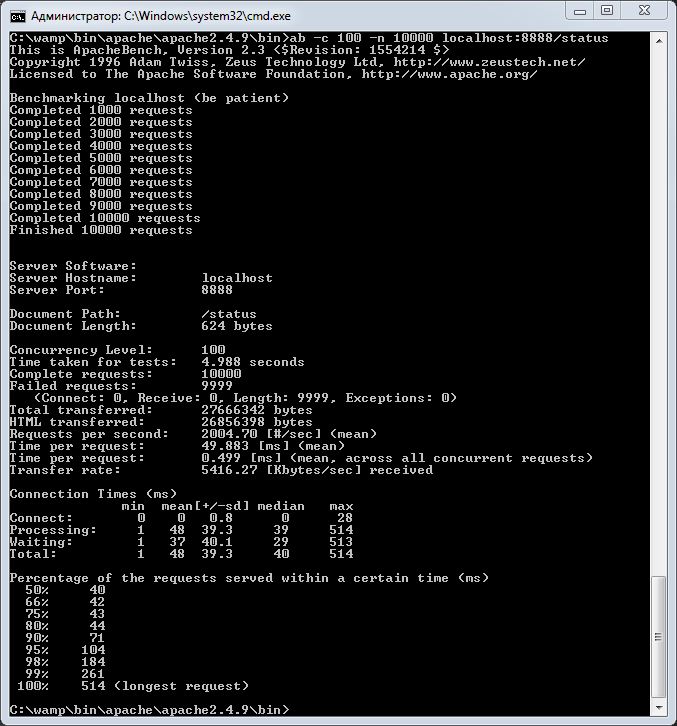 Администратор: C:\Windows\system32\cmd.exe
C:\wamp\bin\apache\apache2.4.9\bin>ab -c 100 -n 10000 localhost:8888/status
This is ApacheBench, Version 2.3 <$Revision: 1554214 $>
Copyright 1996 Adam Twiss, Zeus Technology Ltd, http://www.zeustech.net/
Licensed to The Apache Software Foundation, http://www.apache.org/

Benchmarking localhost (be patient)
Completed 1000 requests
Completed 2000 requests
Completed 3000 requests
Completed 4000 requests
Completed 5000 requests
Completed 6000 requests
Completed 7000 requests
Completed 8000 requests
Completed 9000 requests
Completed 10000 requests
Finished 10000 requests


Server Software:
Server Hostname:        localhost
Server Port:            8888

Document Path:          /status
Document Length:        624 bytes

Concurrency Level:      100
Time taken for tests:   4.988 seconds
Complete requests:      10000
Failed requests:        9999
   (Connect: 0, Receive: 0, Length: 9999, Exceptions: 0)
Total transferred:      27666342 bytes
HTML transferred:       26856398 bytes
Requests per second:    2004.70 [#/sec] (mean)
Time per request:       49.883 [ms] (mean)
Time per request:       0.499 [ms] (mean, across all concurrent requests)
Transfer rate:          5416.27 [Kbytes/sec] received

Connection Times (ms)
              min  mean[+/-sd] median   max
Connect:        0    0   0.8      0      28
Processing:     1   48  39.3     39     514
Waiting:        1   37  40.1     29     513
Total:          1   48  39.3     40     514

Percentage of the requests served within a certain time (ms)
  50%     40
  66%     42
  75%     43
  80%     44
  90%     71
  95%    104
  98%    184
  99%    261
 100%    514 (longest request)

C:\wamp\bin\apache\apache2.4.9\bin>